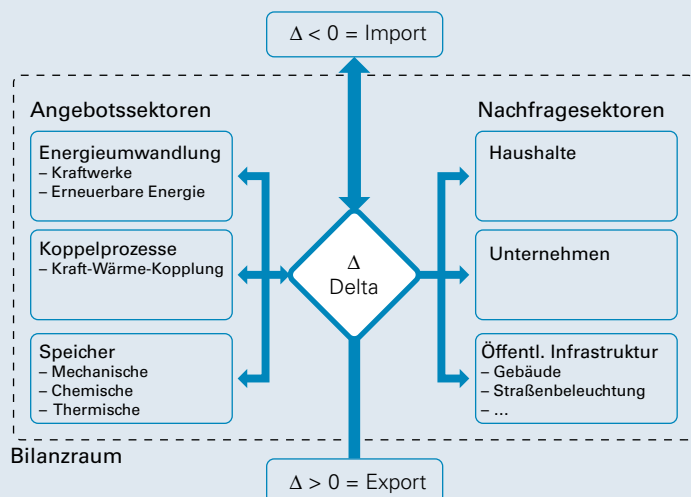 Δ < 0 = Import
Angebotssektoren
Energieumwandlung
– Kraftwerke
– Erneuerbare Energie
Koppelprozesse
– Kraft-Wärme-Kopplung
Speicher
– Mechanische
– Chemische
– Thermische
Δ
Delta
Nachfragesektoren
Haushalte
Unternehmen
Öffentl. Infrastruktur
– Gebäude
– Straßenbeleuchtung
– ...
Bilanzraum
Δ > 0 = Export